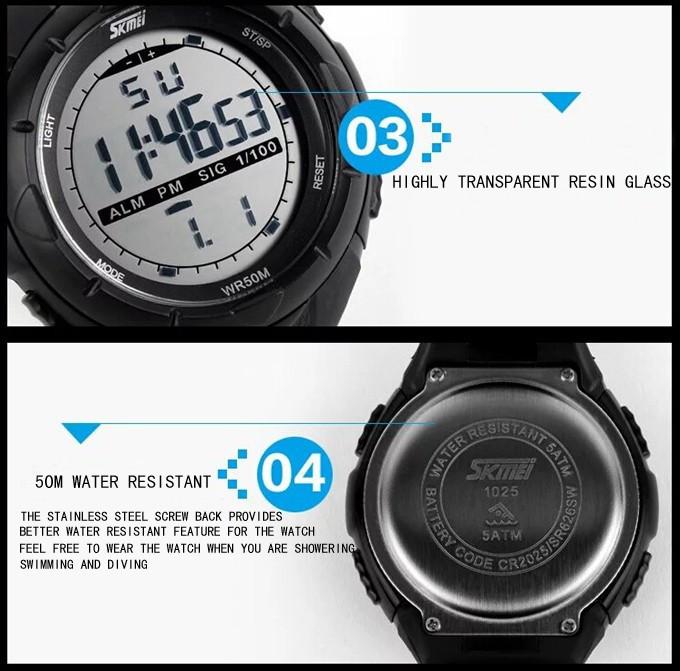 SKMEI
ST/SP
- | +
LIGHT
SU
11:46 53
RESET
ALM PM SIG 1/100
7. 1
MODE
WR50M
03
HIGHLY TRANSPARENT RESIN GLASS
50M WATER RESISTANT
04
THE STAINLESS STEEL SCREW BACK PROVIDES
BETTER WATER RESISTANT FEATURE FOR THE WATCH
FEEL FREE TO WEAR THE WATCH WHEN YOU ARE SHOWERING
SWIMMING AND DIVING
WATER RESISTANT 5ATM
SKMEI
1025
5ATM
BATTERY CODE CR2025/SR626SW